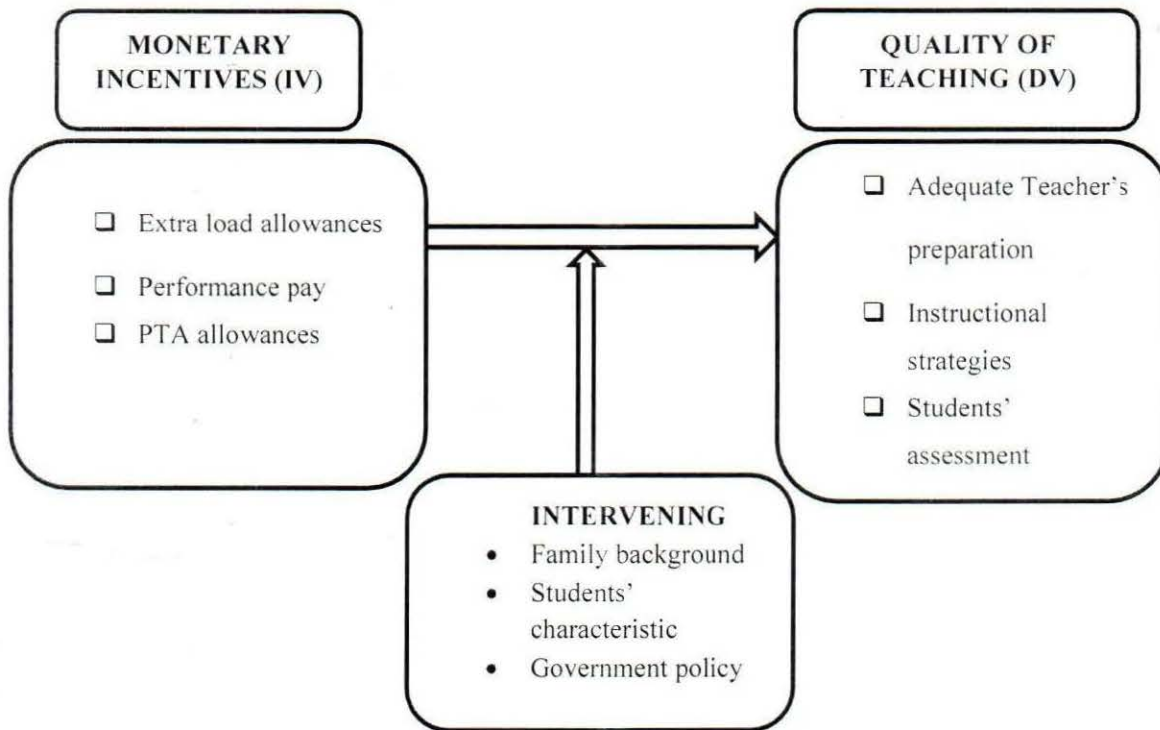 MONETARY
INCENTIVES (IV)
QUALITY OF
TEACHING (DV)
❑ Extra load allowances
❑ Performance pay
❑ PTA allowances
❑ Adequate Teacher's
preparation
❑ Instructional
strategies
❑ Students'
assessment
INTERVENING
• Family background
• Students'
characteristic
• Government policy